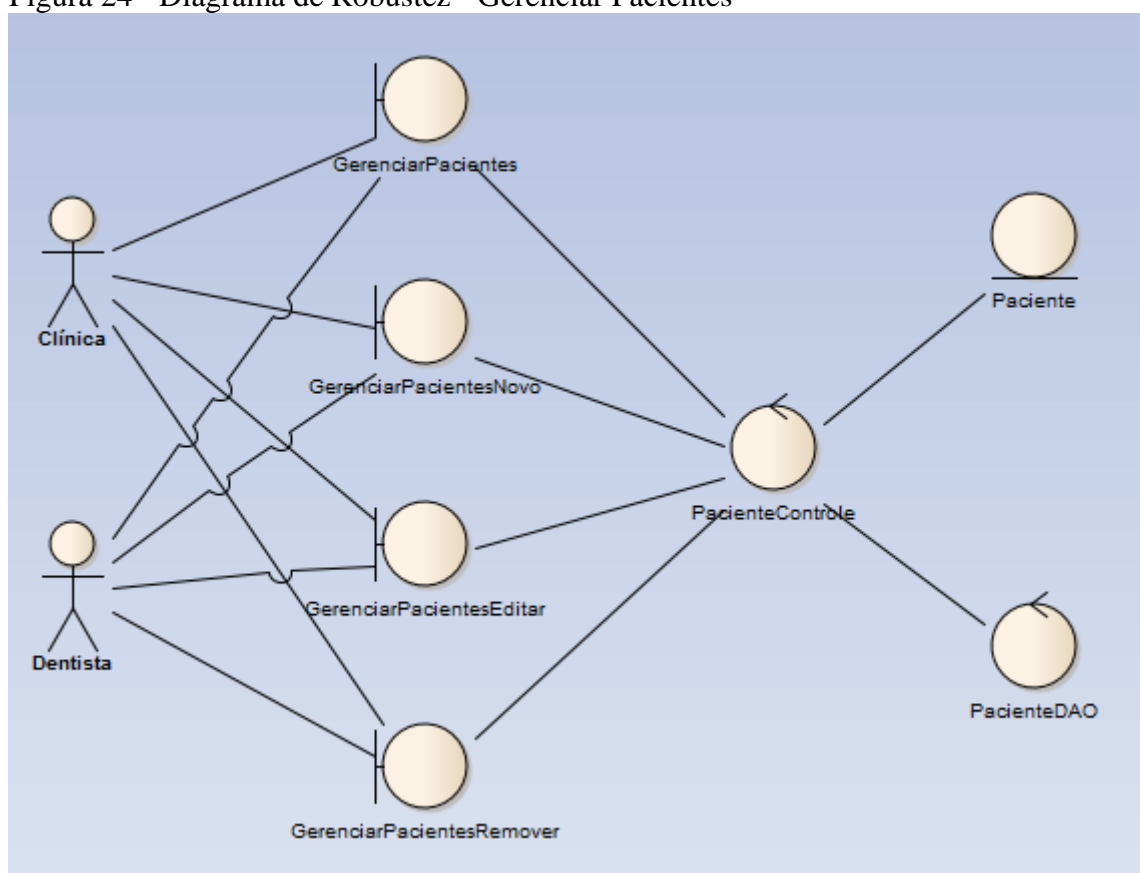 Figura 24 - Diagrama de Robustez - Gerenciar Pacientes
GerenciarPacientes
Clínica
Paciente
GerenciarPacientesNovo
PacienteControle
GerenciarPacientesEditar
Dentista
PacienteDAO
GerenciarPacientesRemover